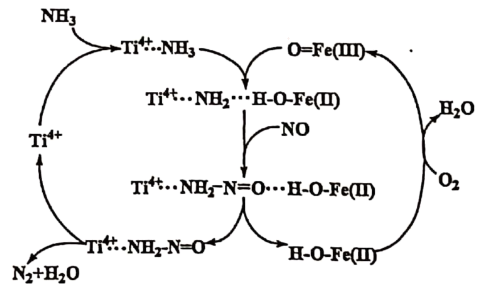 NH₃
Ti⁴⁺···NH₃
O=Fe(III)
Ti⁴⁺···NH₂···H-O-Fe(II)
H₂O
Ti⁴⁺
NO
O₂
Ti⁴⁺···NH₂-N=O···H-O-Fe(II)
Ti⁴⁺···NH₂-N=O
H-O-Fe(II)
N₂+H₂O